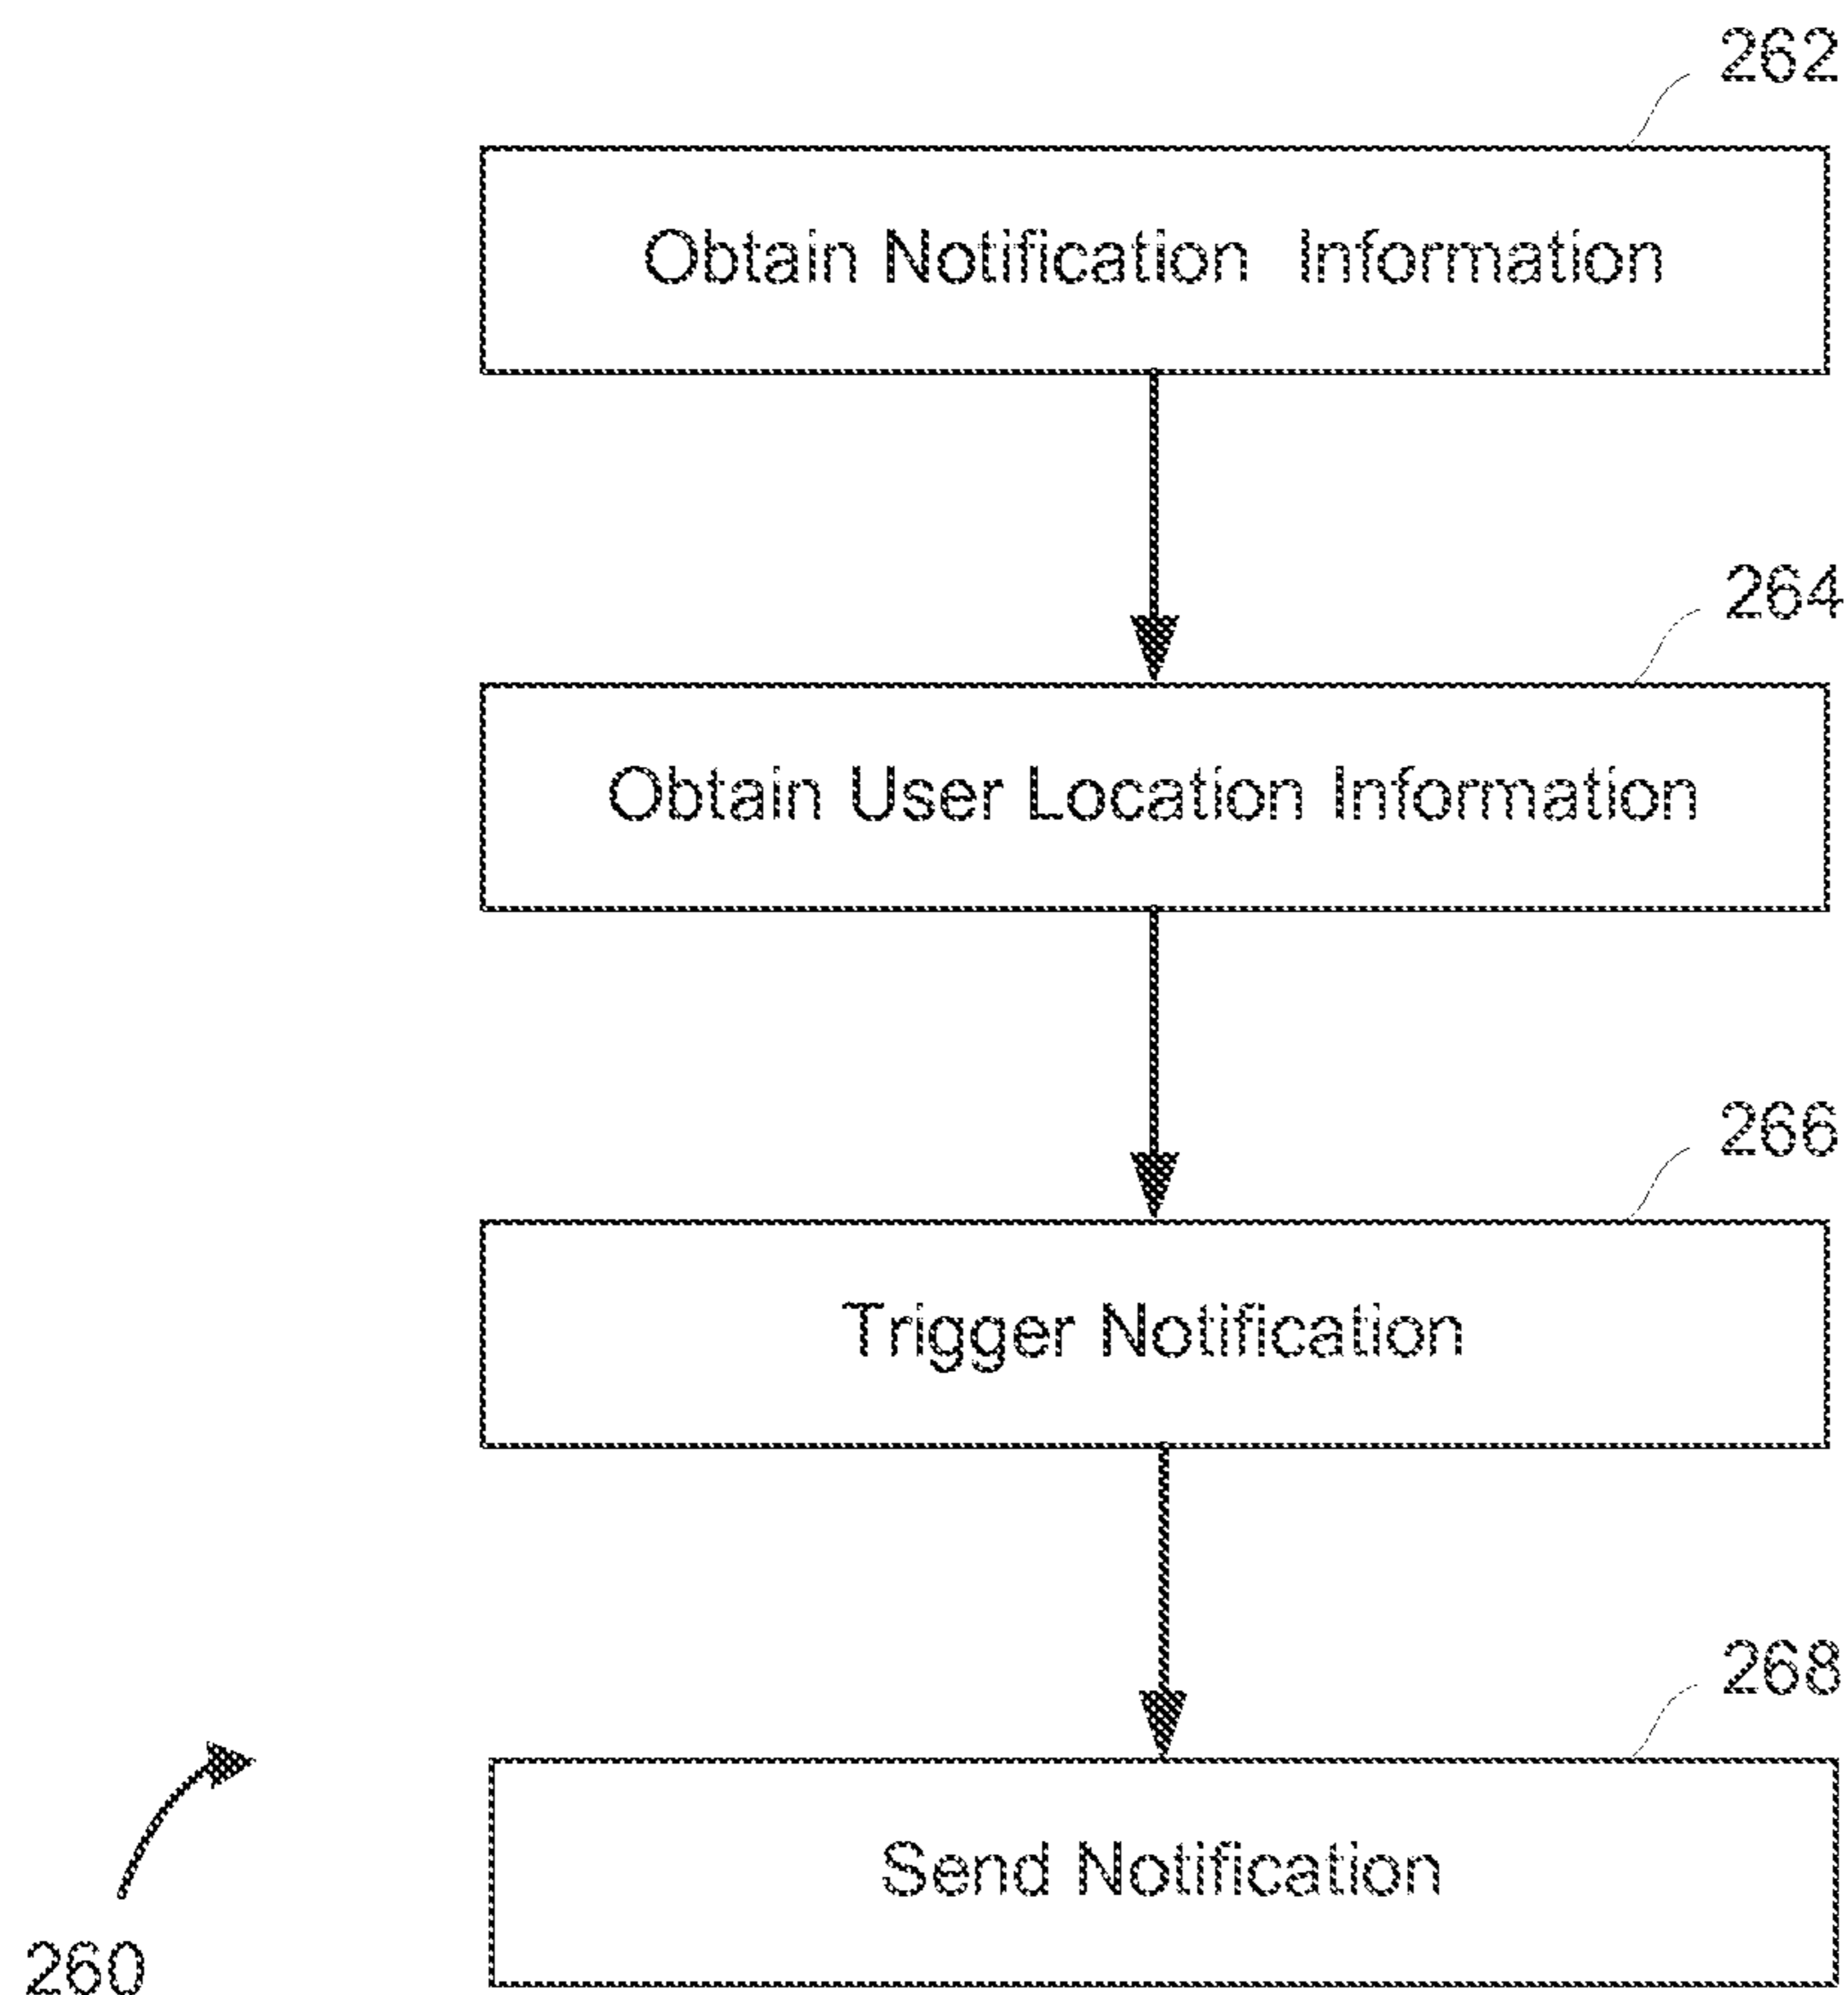 262
Obtain Notification Information
264
Obtain User Location Information
266
Trigger Notification
268
Send Notification
260